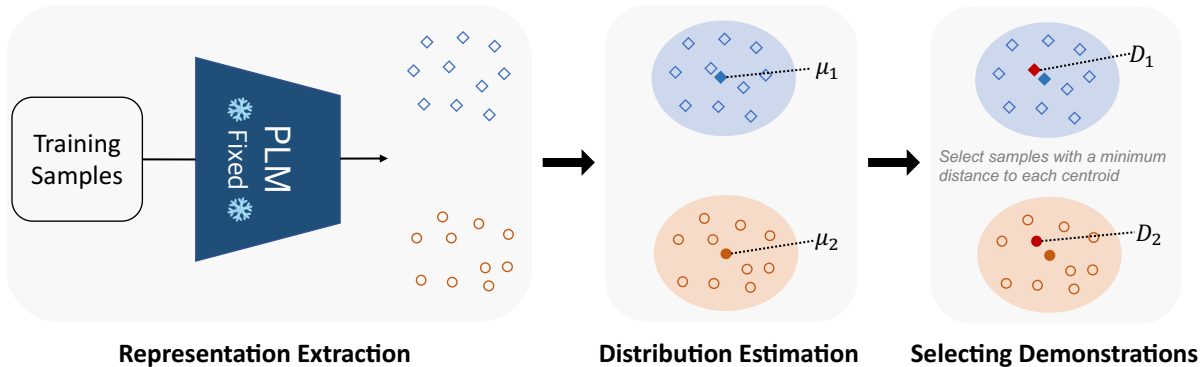 Training
Samples
PLM
Fixed
μ₁
μ₂
D₁
Select samples with a minimum
distance to each centroid
D₂
Representation Extraction
Distribution Estimation
Selecting Demonstrations